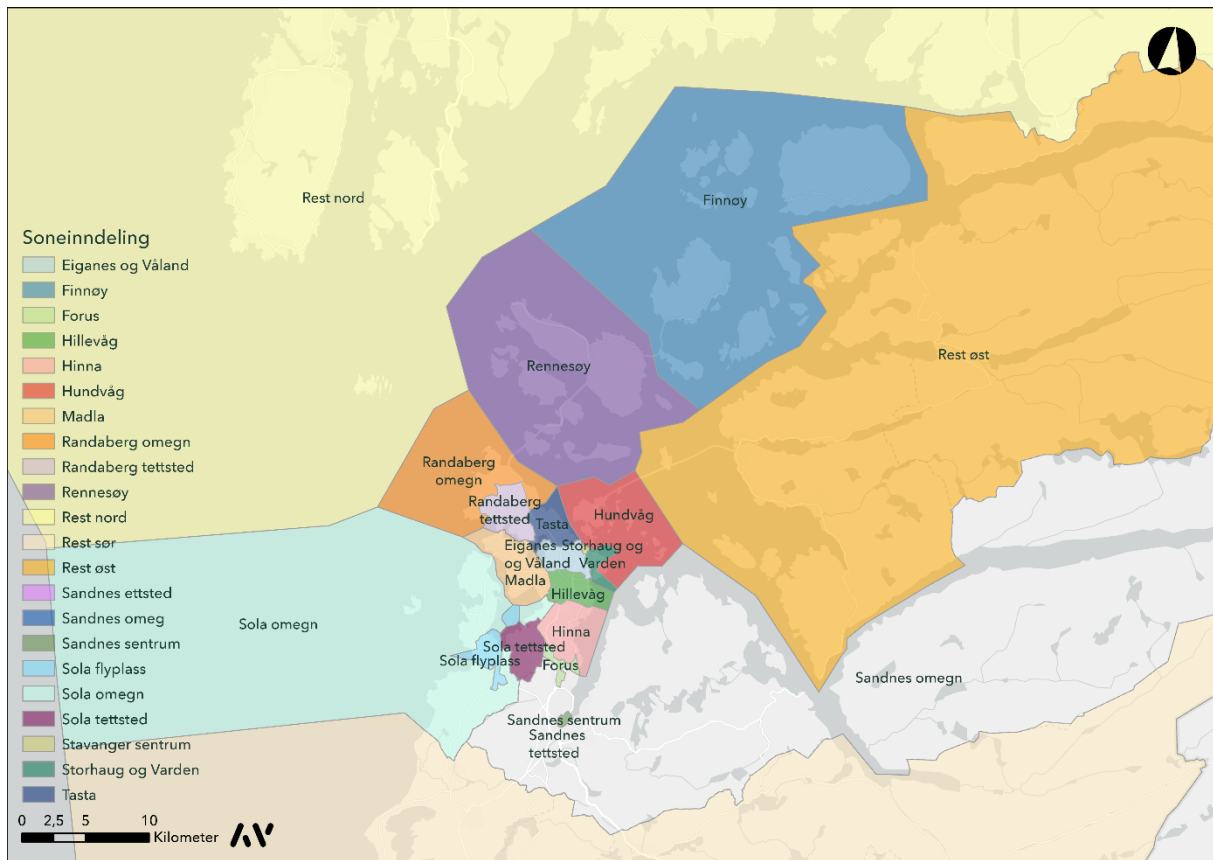 Rest nord
Finnøy
Rest øst
Rennesøy
Randaberg
omegn
Randaberg
tettsted
Tasta
Hundvåg
Eiganes
og Våland
Storhaug og
Varden
Madla
Hillevåg
Sola omegn
Hinna
Sola tettsted
Sola flyplass
Forus
Sandnes omegn
Sandnes sentrum
Sandnes
tettsted
Soneinndeling
Eiganes og Våland
Finnøy
Forus
Hillevåg
Hinna
Hundvåg
Madla
Randaberg omegn
Randaberg tettsted
Rennesøy
Rest nord
Rest sør
Rest øst
Sandnes ettsted
Sandnes omeg
Sandnes sentrum
Sola flyplass
Sola omegn
Sola tettsted
Stavanger sentrum
Storhaug og Varden
Tasta
0 2,5 5 10
Kilometer